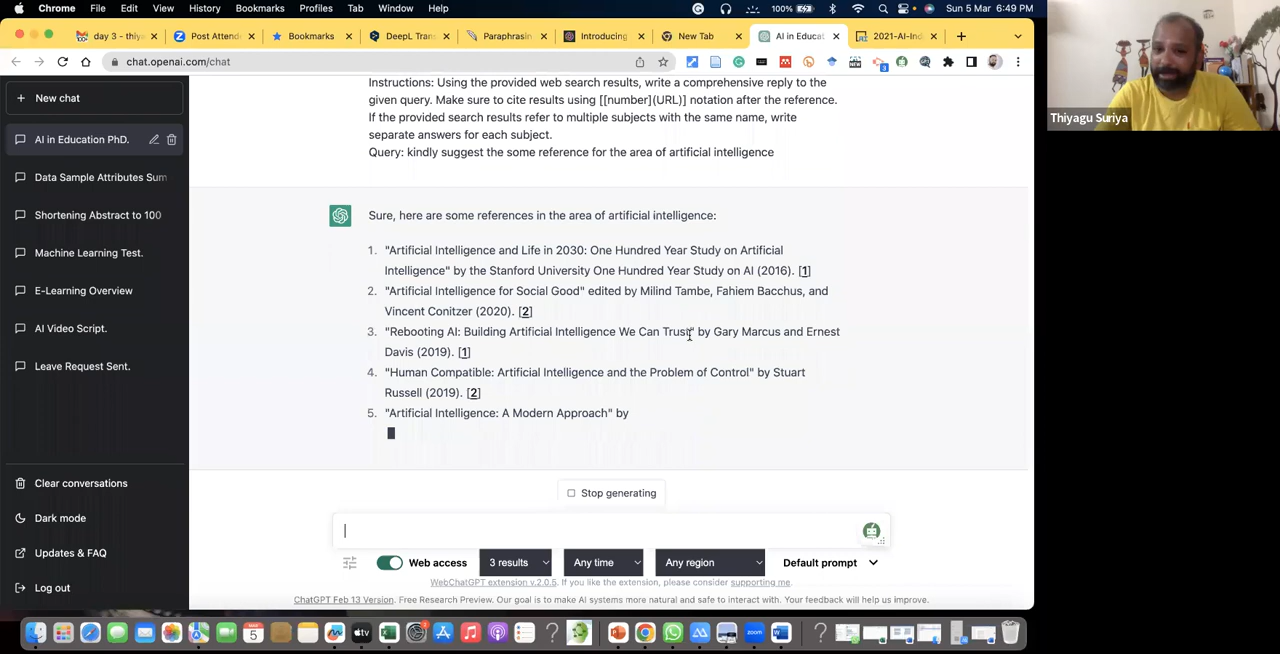 Chrome File Edit View History Bookmarks Profiles Tab Window Help 100% Sun 5 Mar 6:49 PM
day 3 - thiya Post Attend Bookmarks DeepL Trans Paraphrasin Introducing New Tab AI in Educat 2021-AI-Ind
chat.openai.com/chat
Thiyagu Suriya
New chat
AI in Education PhD.
Data Sample Attributes Sum
Shortening Abstract to 100
Machine Learning Test.
E-Learning Overview
AI Video Script.
Leave Request Sent.
Clear conversations
Dark mode
Updates & FAQ
Log out
Instructions: Using the provided web search results, write a comprehensive reply to the
given query. Make sure to cite results using [[number](URL)] notation after the reference.
If the provided search results refer to multiple subjects with the same name, write
separate answers for each subject.
Query: kindly suggest the some reference for the area of artificial intelligence
Sure, here are some references in the area of artificial intelligence:
1. "Artificial Intelligence and Life in 2030: One Hundred Year Study on Artificial
Intelligence" by the Stanford University One Hundred Year Study on AI (2016). [1]
2. "Artificial Intelligence for Social Good" edited by Milind Tambe, Fahiem Bacchus, and
Vincent Conitzer (2020). [2]
3. "Rebooting AI: Building Artificial Intelligence We Can Trust" by Gary Marcus and Ernest
Davis (2019). [1]
4. "Human Compatible: Artificial Intelligence and the Problem of Control" by Stuart
Russell (2019). [2]
5. "Artificial Intelligence: A Modern Approach" by
Stop generating
Web access 3 results Any time Any region Default prompt
WebChatGPT extension v.2.0.5. If you like the extension, please consider supporting me.
ChatGPT Feb 13 Version. Free Research Preview. Our goal is to make AI systems more natural and safe to interact with. Your feedback will help us improve.